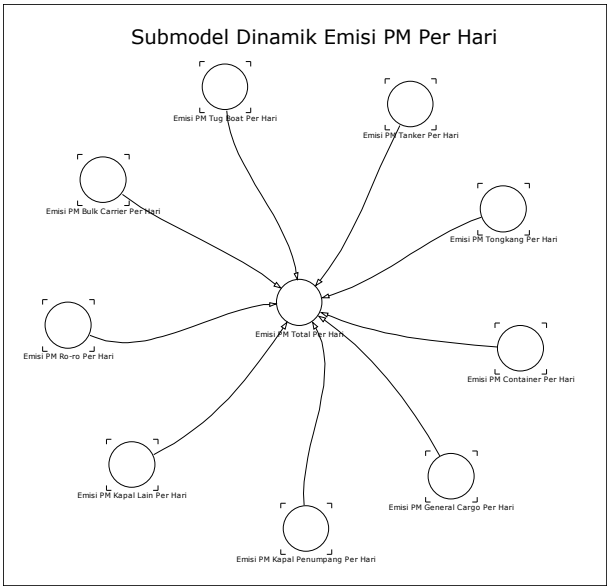 Submodel Dinamik Emisi PM Per Hari
Emisi PM Tug Boat Per Hari
Emisi PM Tanker Per Hari
Emisi PM Bulk Carrier Per Hari
Emisi PM Tongkang Per Hari
Emisi PM Total Per Hari
Emisi PM Ro-ro Per Hari
Emisi PM Container Per Hari
Emisi PM Kapal Lain Per Hari
Emisi PM General Cargo Per Hari
Emisi PM Kapal Penumpang Per Hari